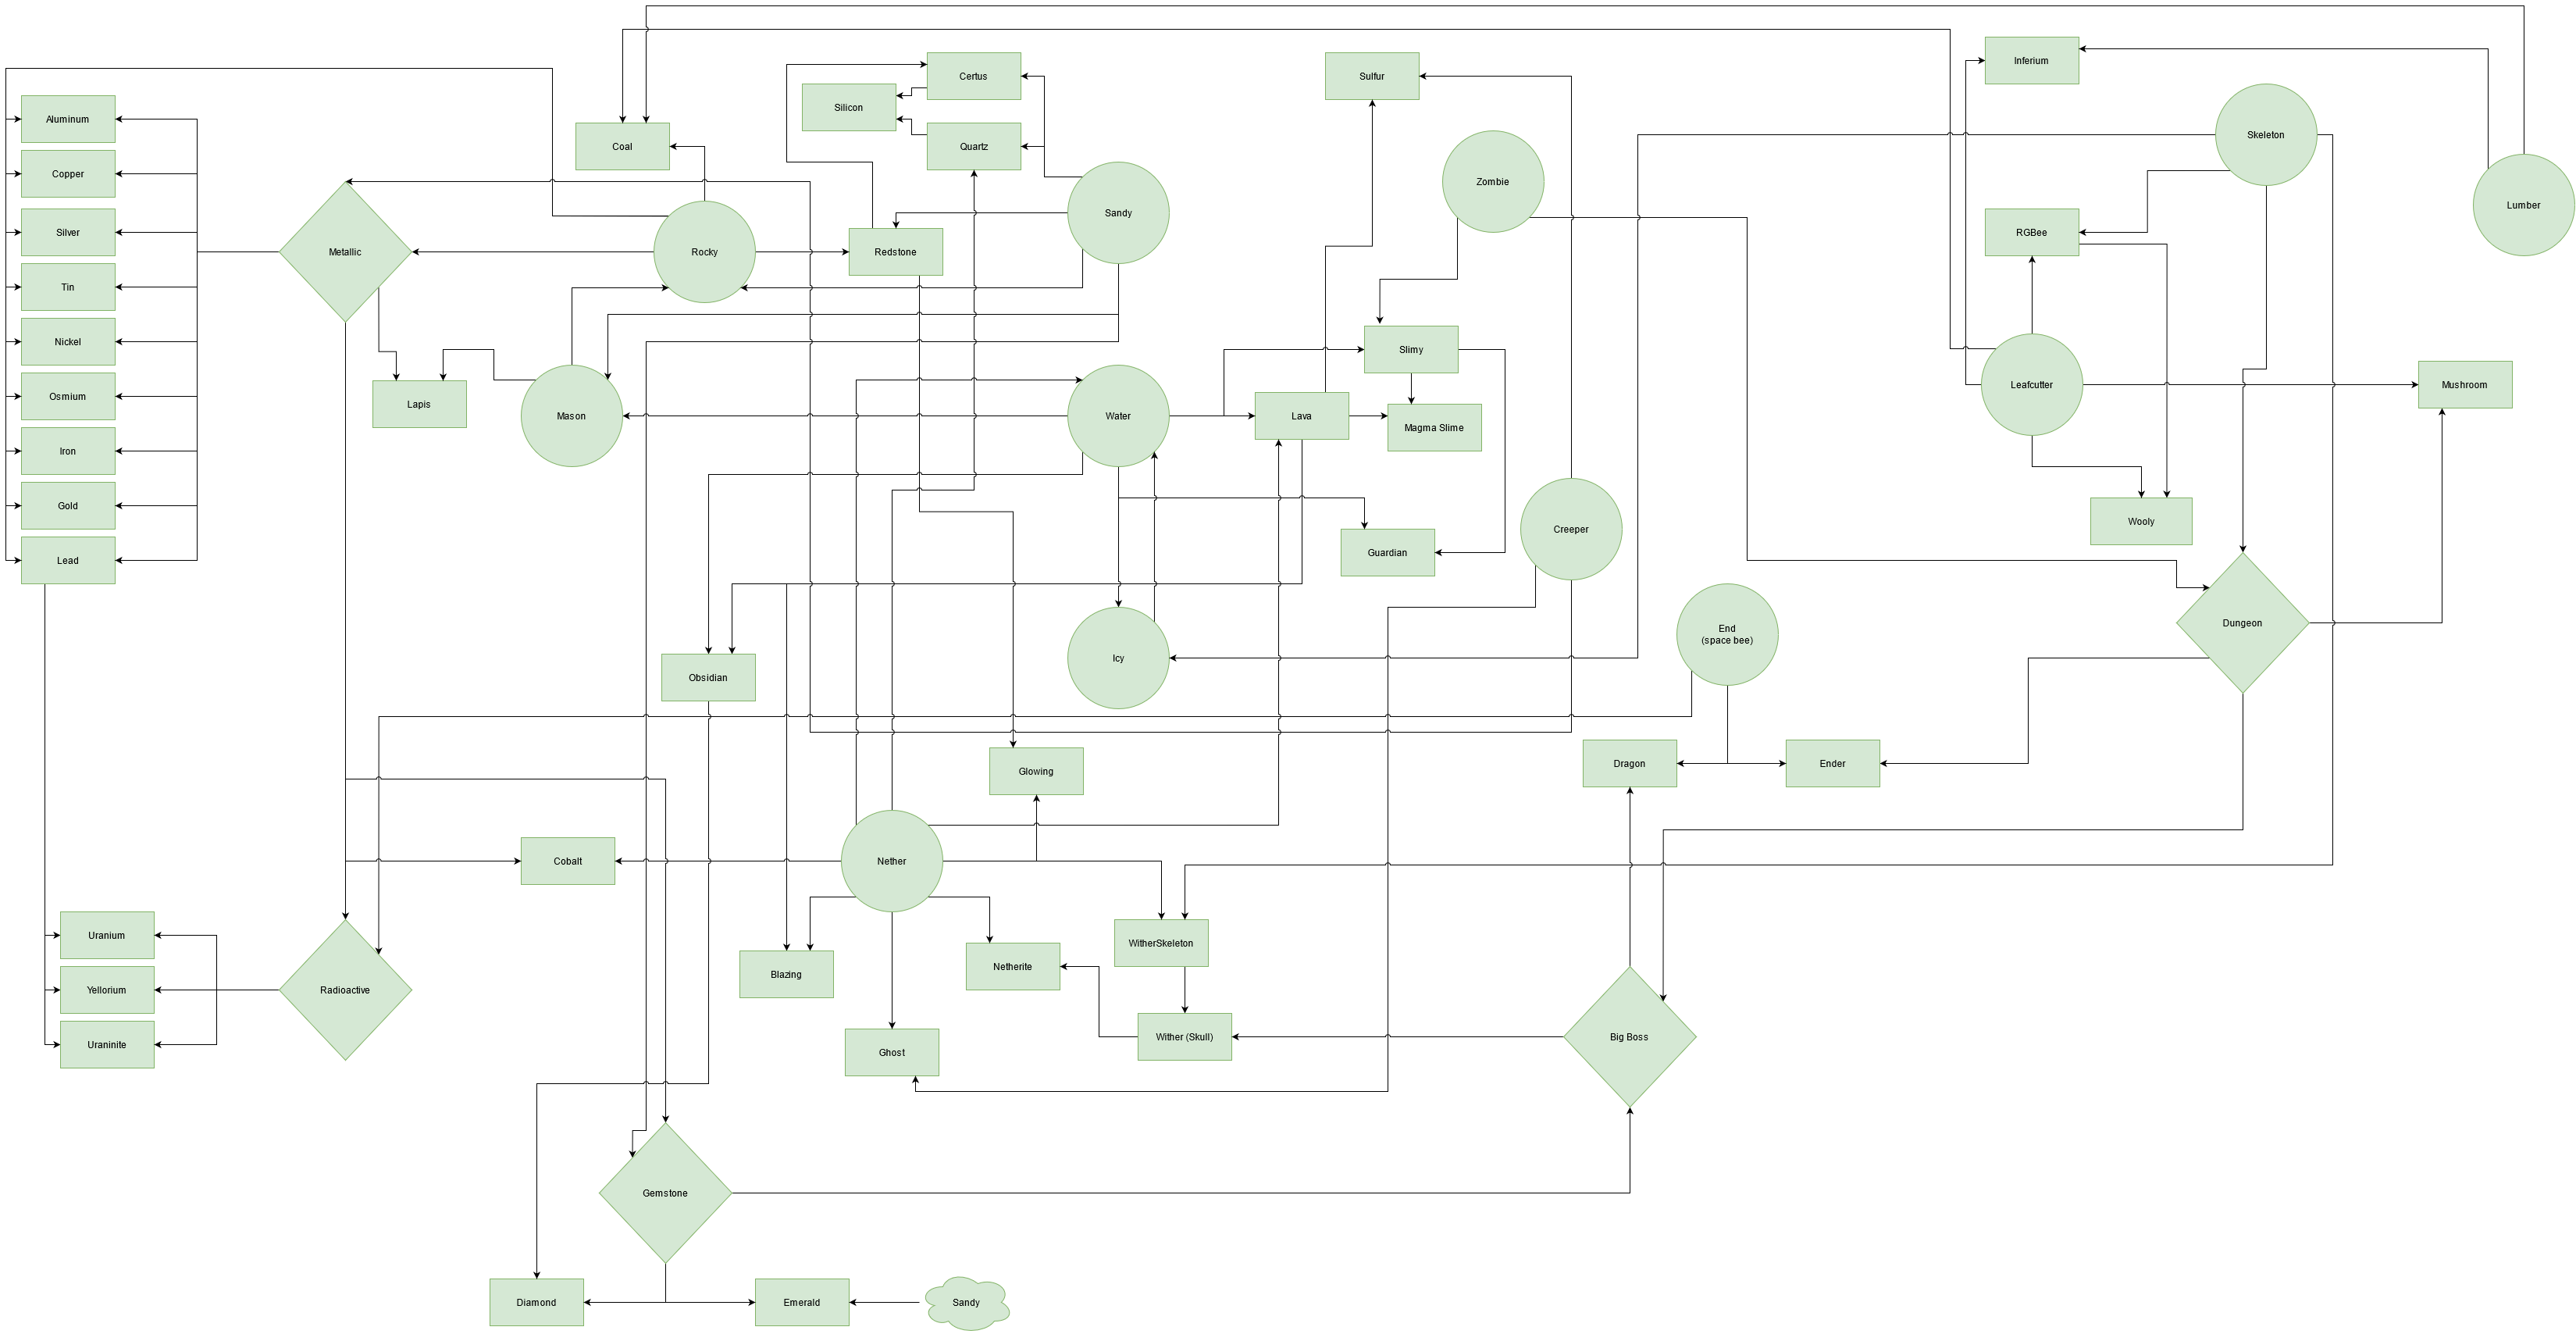 Inferium
Certus
Sulfur
Silicon
Aluminum
Skeleton
Coal
Quartz
Copper
Zombie
Lumber
Sandy
Silver
RGBee
Metallic
Rocky
Redstone
Tin
Nickel
Slimy
Leafcutter
Mushroom
Osmium
Lapis
Mason
Water
Lava
Magma Slime
Iron
Gold
Wooly
Creeper
Guardian
Lead
Dungeon
End
(space bee)
Icy
Obsidian
Glowing
Dragon
Ender
Cobalt
Nether
Uranium
WitherSkeleton
Netherite
Blazing
Yellorium
Radioactive
Uraninite
Wither (Skull)
Big Boss
Ghost
Gemstone
Diamond
Emerald
Sandy